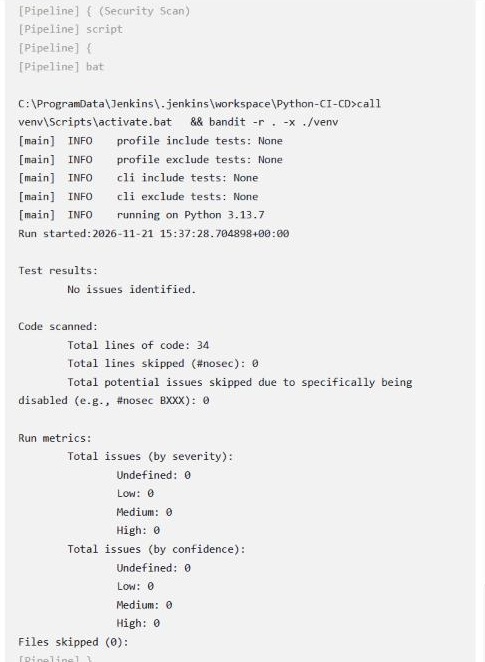 [Pipeline] { (Security Scan)
[Pipeline] script
[Pipeline] {
[Pipeline] bat
C:\ProgramData\Jenkins\.jenkins\workspace\Python-CI-CD>call
venv\Scripts\activate.bat   && bandit -r . -x ./venv
[main]  INFO    profile include tests: None
[main]  INFO    profile exclude tests: None
[main]  INFO    cli include tests: None
[main]  INFO    cli exclude tests: None
[main]  INFO    running on Python 3.13.7
Run started:2026-11-21 15:37:28.704898+00:00
Test results:
        No issues identified.
Code scanned:
        Total lines of code: 34
        Total lines skipped (#nosec): 0
        Total potential issues skipped due to specifically being
disabled (e.g., #nosec BXXX): 0
Run metrics:
        Total issues (by severity):
                Undefined: 0
                Low: 0
                Medium: 0
                High: 0
        Total issues (by confidence):
                Undefined: 0
                Low: 0
                Medium: 0
                High: 0
Files skipped (0):
[Pipeline] }